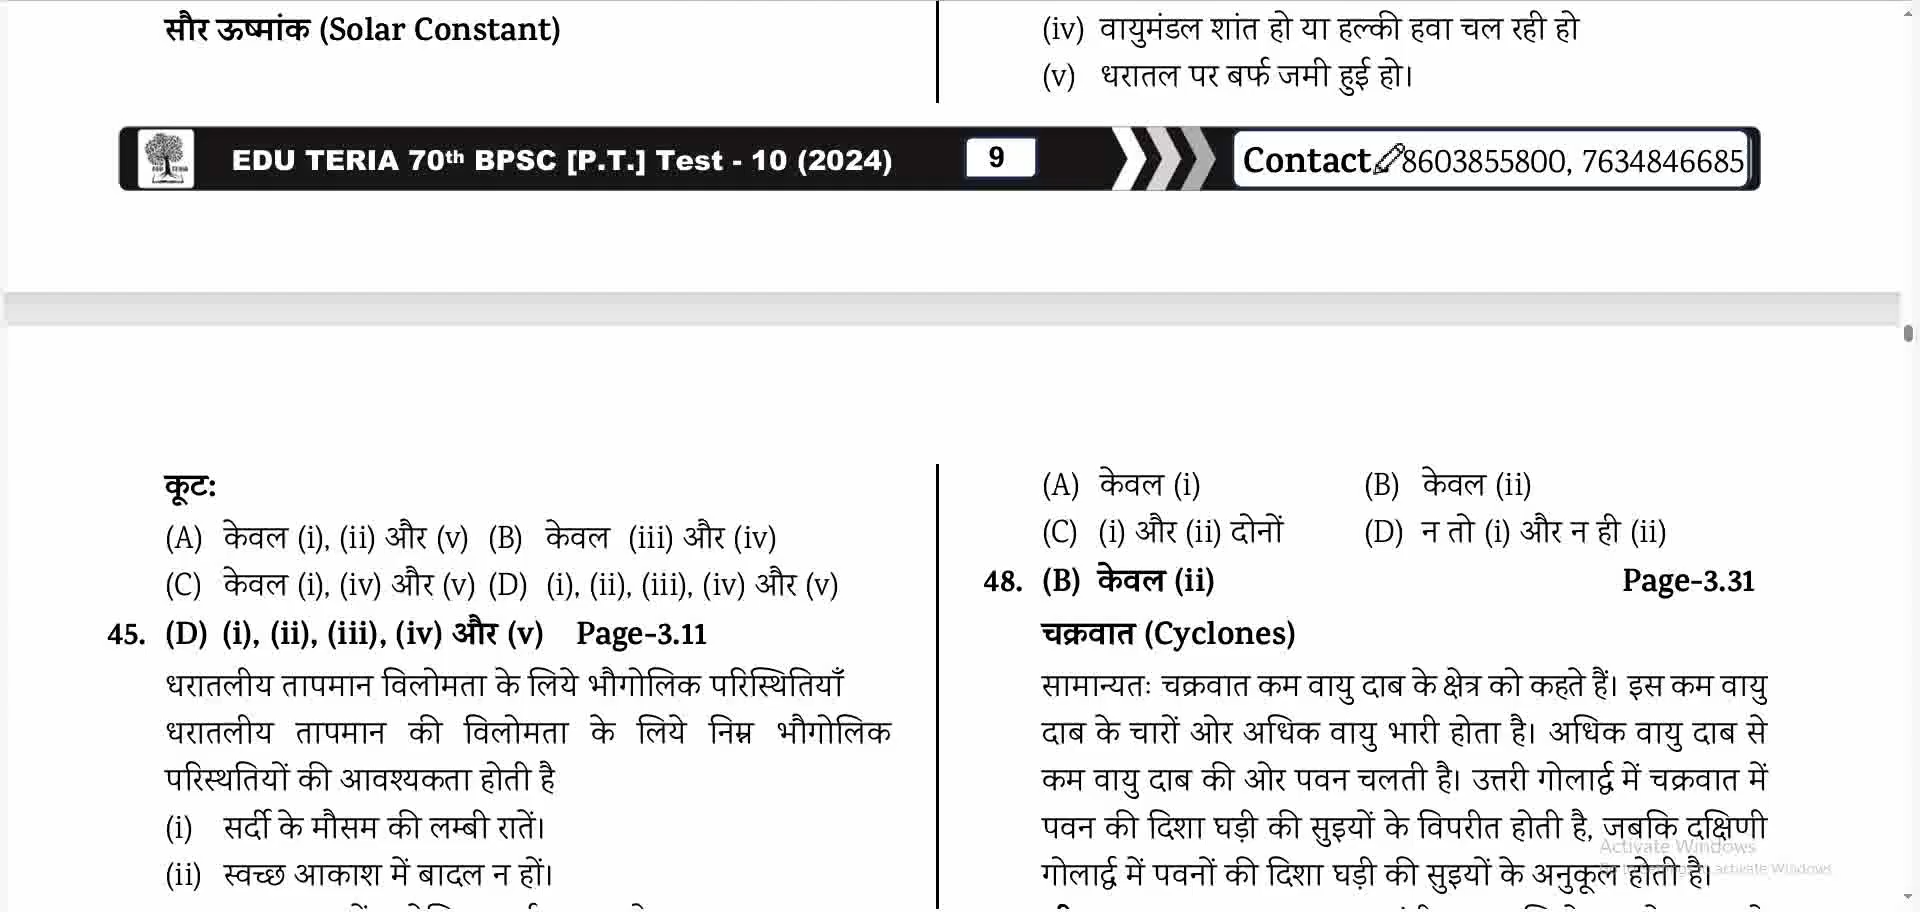 सौर ऊष्मांक (Solar Constant)
(iv) वायुमंडल शांत हो या हल्की हवा चल रही हो
(v) धरातल पर बर्फ जमी हुई हो।
EDU TERIA 70th BPSC [P.T.] Test - 10 (2024)
9
Contact 8603855800, 7634846685
कूट:
(A) केवल (i), (ii) और (v) (B) केवल (iii) और (iv)
(C) केवल (i), (iv) और (v) (D) (i), (ii), (iii), (iv) और (v)
45. (D) (i), (ii), (iii), (iv) और (v) Page-3.11
धरातलीय तापमान विलोमता के लिये भौगोलिक परिस्थितियाँ
धरातलीय तापमान की विलोमता के लिये निम्न भौगोलिक
परिस्थतियों की आवश्यकता होती है
(i) सर्दी के मौसम की लम्बी रातें।
(ii) स्वच्छ आकाश में बादल न हों।
(A) केवल (i) (B) केवल (ii)
(C) (i) और (ii) दोनों (D) न तो (i) और न ही (ii)
48. (B) केवल (ii) Page-3.31
चक्रवात (Cyclones)
सामान्यतः चक्रवात कम वायु दाब के क्षेत्र को कहते हैं। इस कम वायु
दाब के चारों ओर अधिक वायु भारी होता है। अधिक वायु दाब से
कम वायु दाब की ओर पवन चलती है। उत्तरी गोलार्द्ध में चक्रवात में
पवन की दिशा घड़ी की सुइयों के विपरीत होती है, जबकि दक्षिणी
गोलार्द्ध में पवनों की दिशा घड़ी की सुइयों के अनुकूल होती है।
Activate Windows
activate Windows